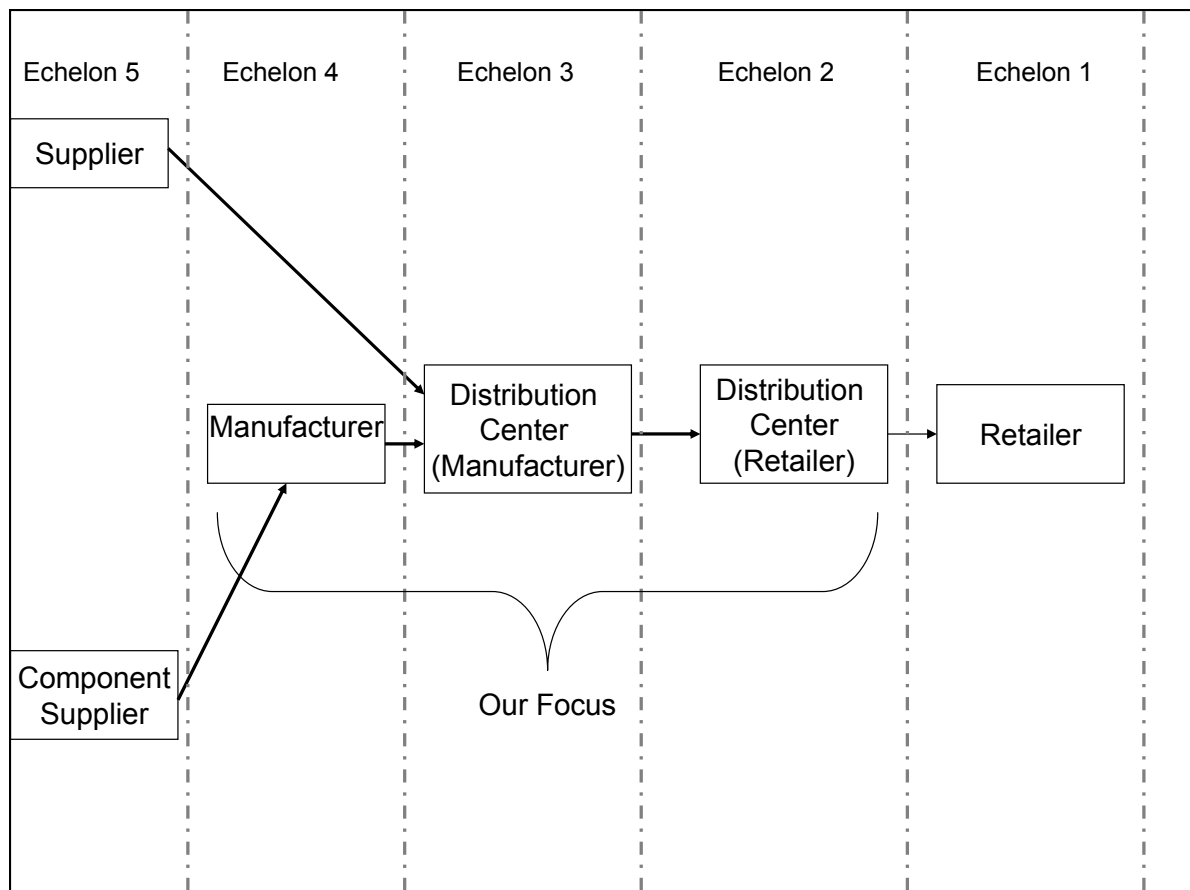 Echelon 5
Echelon 4
Echelon 3
Echelon 2
Echelon 1
Supplier
Manufacturer
Distribution
Center
(Manufacturer)
Distribution
Center
(Retailer)
Retailer
Component
Supplier
Our Focus